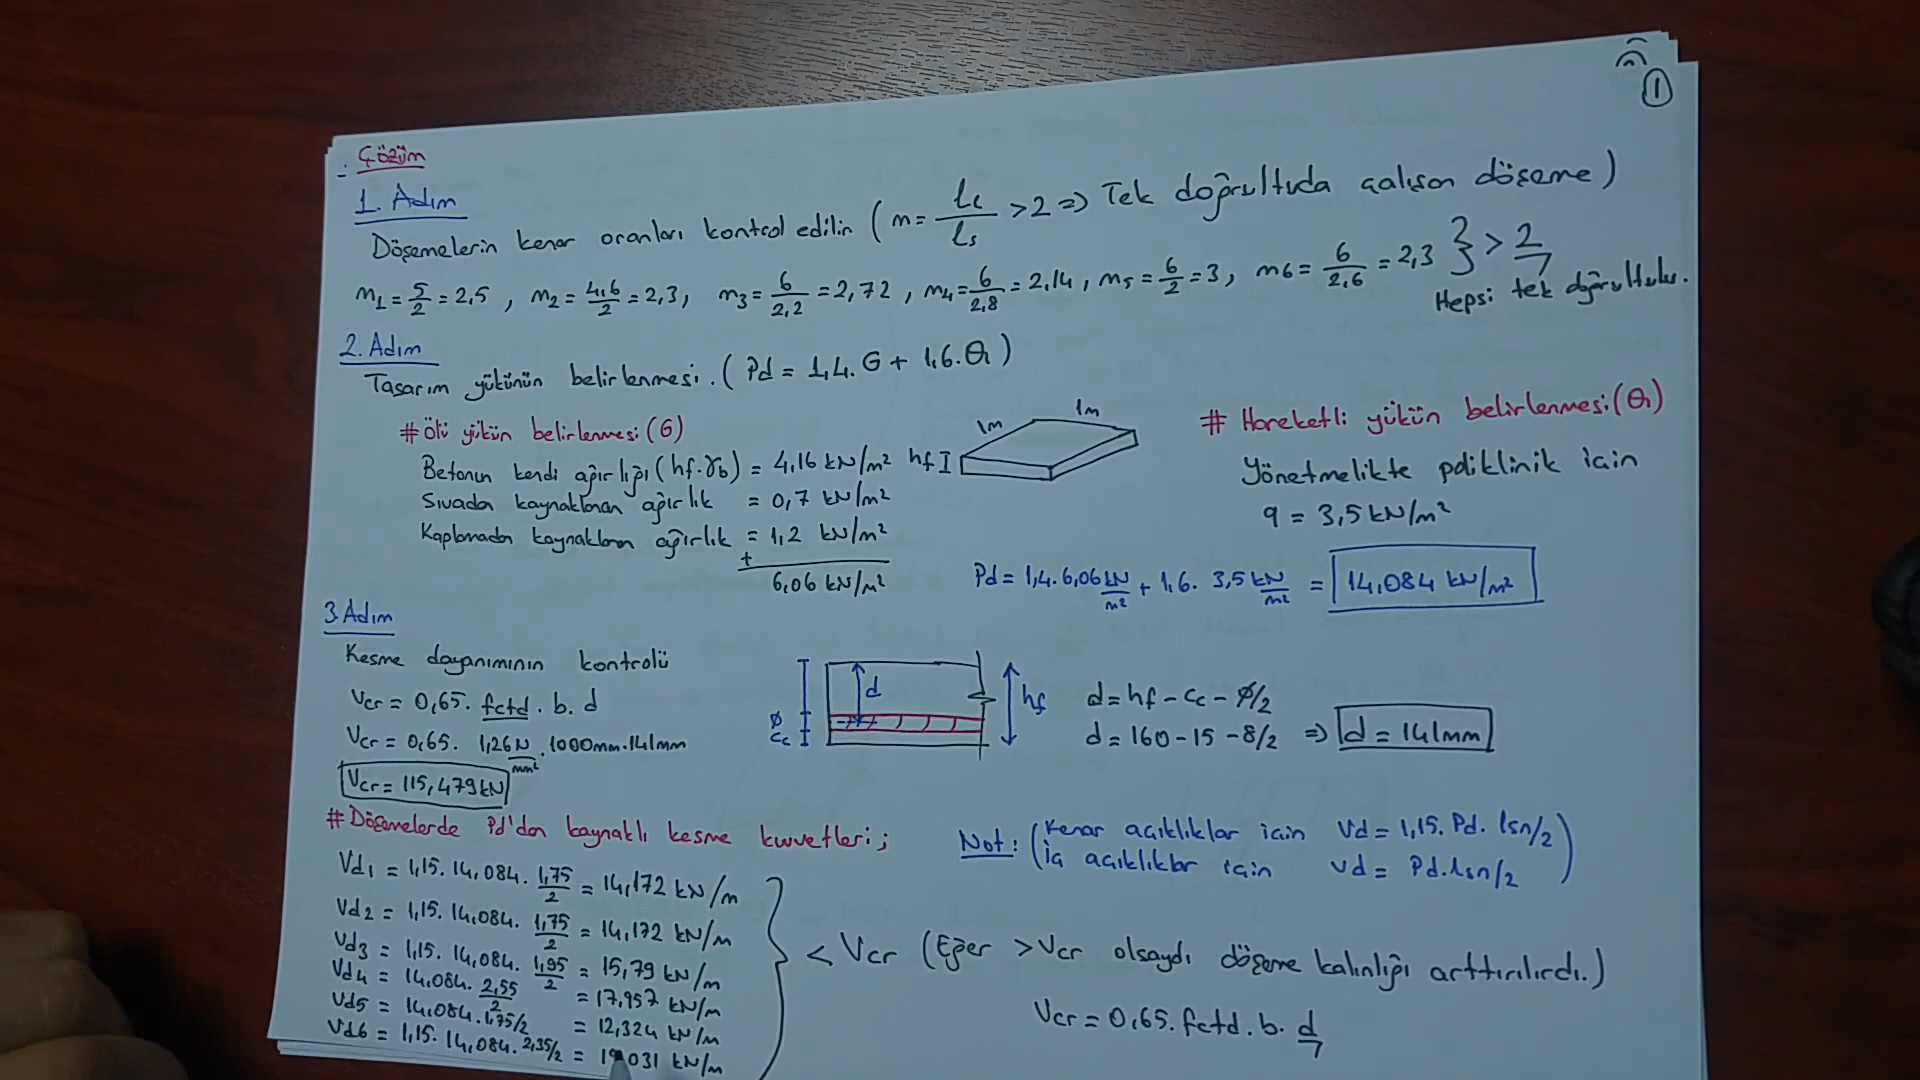 ①
Çözüm
1. Adım
Döşemelerin kenar oranları kontrol edilir (m = lℓ/ls > 2 => Tek doğrultuda çalışan döşeme)
m1 = 5/2 = 2,5 , m2 = 4,6/2 = 2,3 , m3 = 6/2,2 = 2,72 , m4 = 6/2,8 = 2,14 , m5 = 6/2 = 3 , m6 = 6/2,6 = 2,3 } > 2
Hepsi tek doğrultulu.
2. Adım
Tasarım yükünün belirlenmesi. (Pd = 1,4.G + 1,6.Q)
# Ölü yükün belirlenmesi (G)
Betonun kendi ağırlığı (hf.γb) = 4,16 kN/m²
Sıvadan kaynaklanan ağırlık = 0,7 kN/m²
Kaplamadan kaynaklanan ağırlık = 1,2 kN/m²
+
6,06 kN/m²
1m
1m
hf
# Hareketli yükün belirlenmesi (Q)
Yönetmelikte poliklinik için
q = 3,5 kN/m²
Pd = 1,4. 6,06 kN/m² + 1,6. 3,5 kN/m² = 14,084 kN/m²
3. Adım
Kesme dayanımının kontrolü
Vcr = 0,65. fctd. b. d
Vcr = 0,65. 1,26 N/mm² .1000mm.141mm
Vcr = 115,479 kN
d
hf
φ
cc
d = hf - cc - φ/2
d = 160 - 15 - 8/2 => d = 141mm
# Döşemelerde Pd'den kaynaklı kesme kuvvetleri;
Not: (Kenar açıklıklar için Vd = 1,15. Pd. lsn/2
İç açıklıklar için Vd = Pd.lsn/2)
Vd1 = 1,15. 14,084. 1,75/2 = 14,172 kN/m
Vd2 = 1,15. 14,084. 1,75/2 = 14,172 kN/m
Vd3 = 1,15. 14,084. 1,95/2 = 15,79 kN/m
Vd4 = 14,084. 2,55/2 = 17,957 kN/m
Vd5 = 14,084. 1,75/2 = 12,324 kN/m
Vd6 = 1,15. 14,084. 2,35/2 = 19,031 kN/m
} < Vcr (Eğer > Vcr olsaydı döşeme kalınlığı arttırılırdı.)
Vcr = 0,65. fctd. b. d